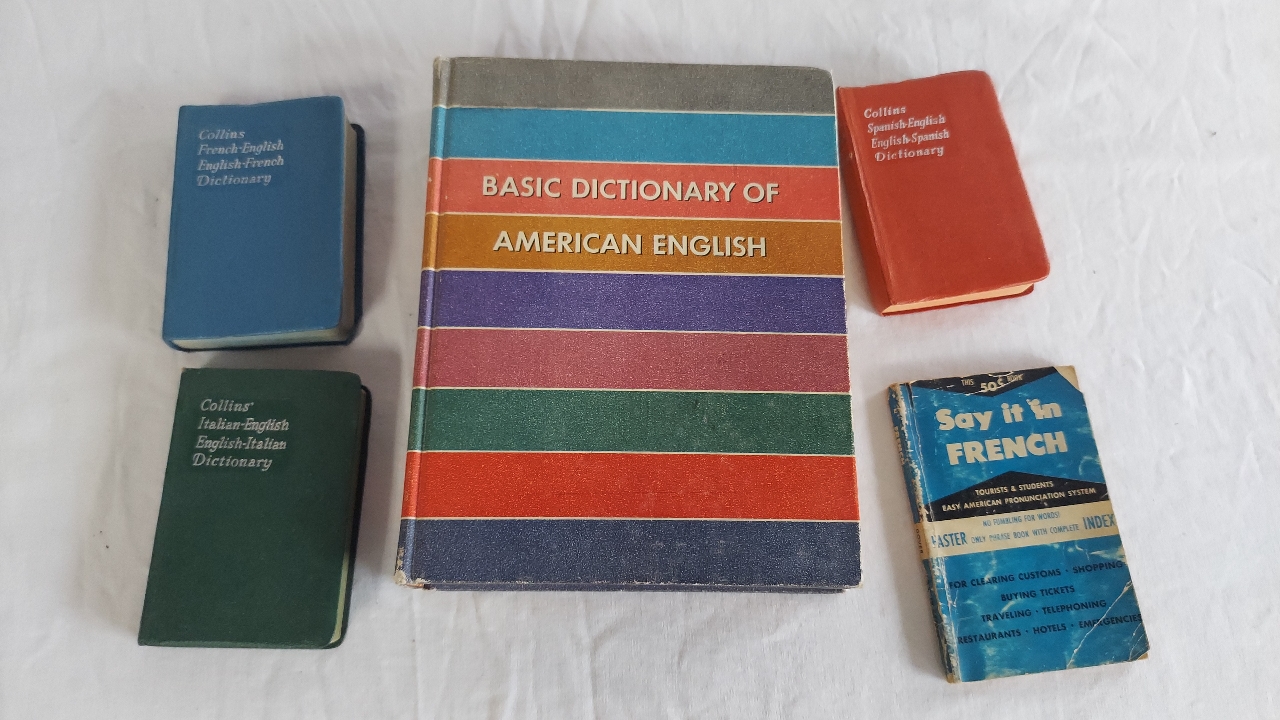 Collins
French-English
English-French
Dictionary
Collins
Italian-English
English-Italian
Dictionary
BASIC DICTIONARY OF
AMERICAN ENGLISH
Collins
Spanish-English
English-Spanish
Dictionary
THIS 50¢ BOOK
Say it in
FRENCH
TOURISTS & STUDENTS
EASY AMERICAN PRONUNCIATION SYSTEM
NO FUMBLING FOR WORDS!
FASTER ONLY PHRASE BOOK WITH COMPLETE INDEX
FOR CLEARING CUSTOMS · SHOPPING
BUYING TICKETS
TRAVELING · TELEPHONING
RESTAURANTS · HOTELS · EMERGENCIES